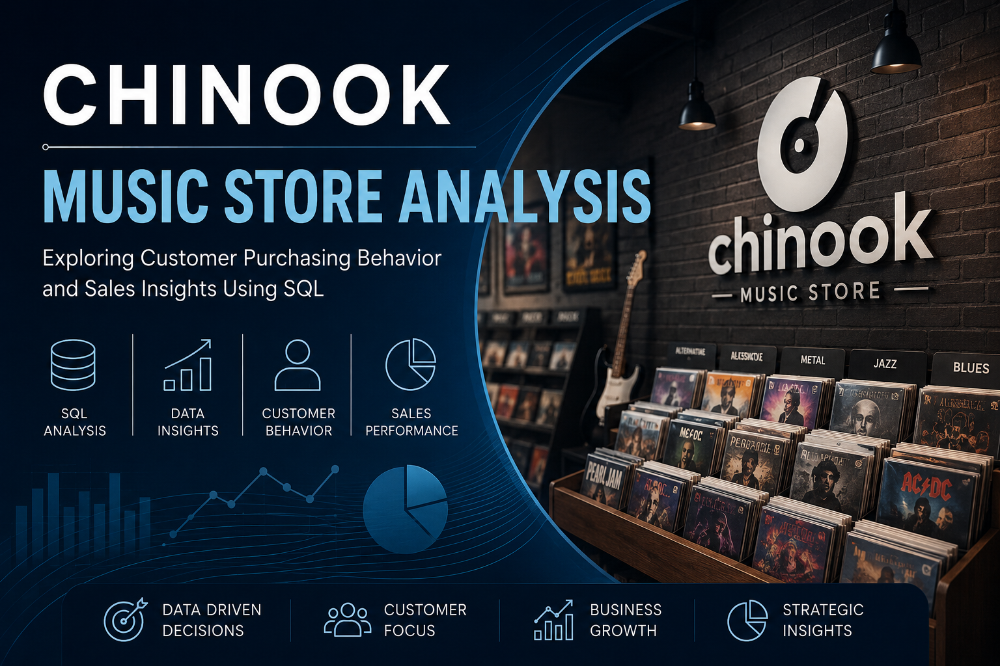 CHINOOK
MUSIC STORE ANALYSIS
Exploring Customer Purchasing Behavior
and Sales Insights Using SQL
SQL
ANALYSIS
DATA
INSIGHTS
CUSTOMER
BEHAVIOR
SALES
PERFORMANCE
chinook
MUSIC STORE
METAL
JAZZ
BLUES
PEARL JAM
AC⚡DC
DATA DRIVEN
DECISIONS
CUSTOMER
FOCUS
BUSINESS
GROWTH
STRATEGIC
INSIGHTS